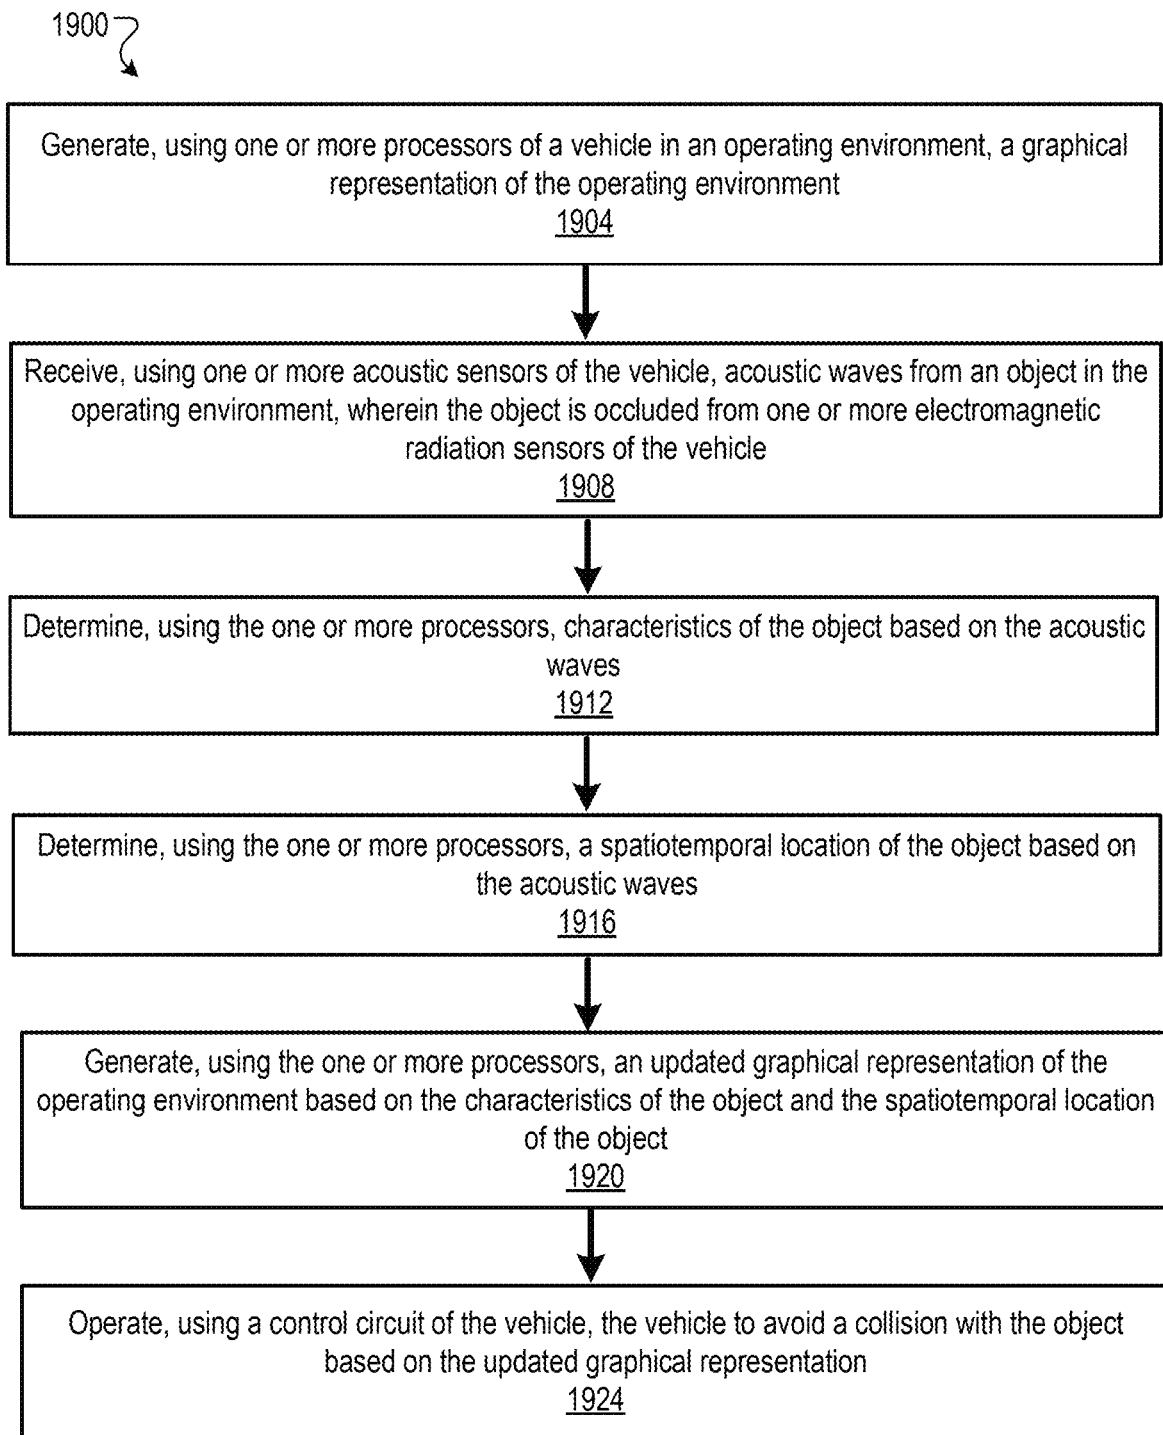 1900
Generate, using one or more processors of a vehicle in an operating environment, a graphical
representation of the operating environment
1904
Receive, using one or more acoustic sensors of the vehicle, acoustic waves from an object in the
operating environment, wherein the object is occluded from one or more electromagnetic
radiation sensors of the vehicle
1908
Determine, using the one or more processors, characteristics of the object based on the acoustic
waves
1912
Determine, using the one or more processors, a spatiotemporal location of the object based on
the acoustic waves
1916
Generate, using the one or more processors, an updated graphical representation of the
operating environment based on the characteristics of the object and the spatiotemporal location
of the object
1920
Operate, using a control circuit of the vehicle, the vehicle to avoid a collision with the object
based on the updated graphical representation
1924